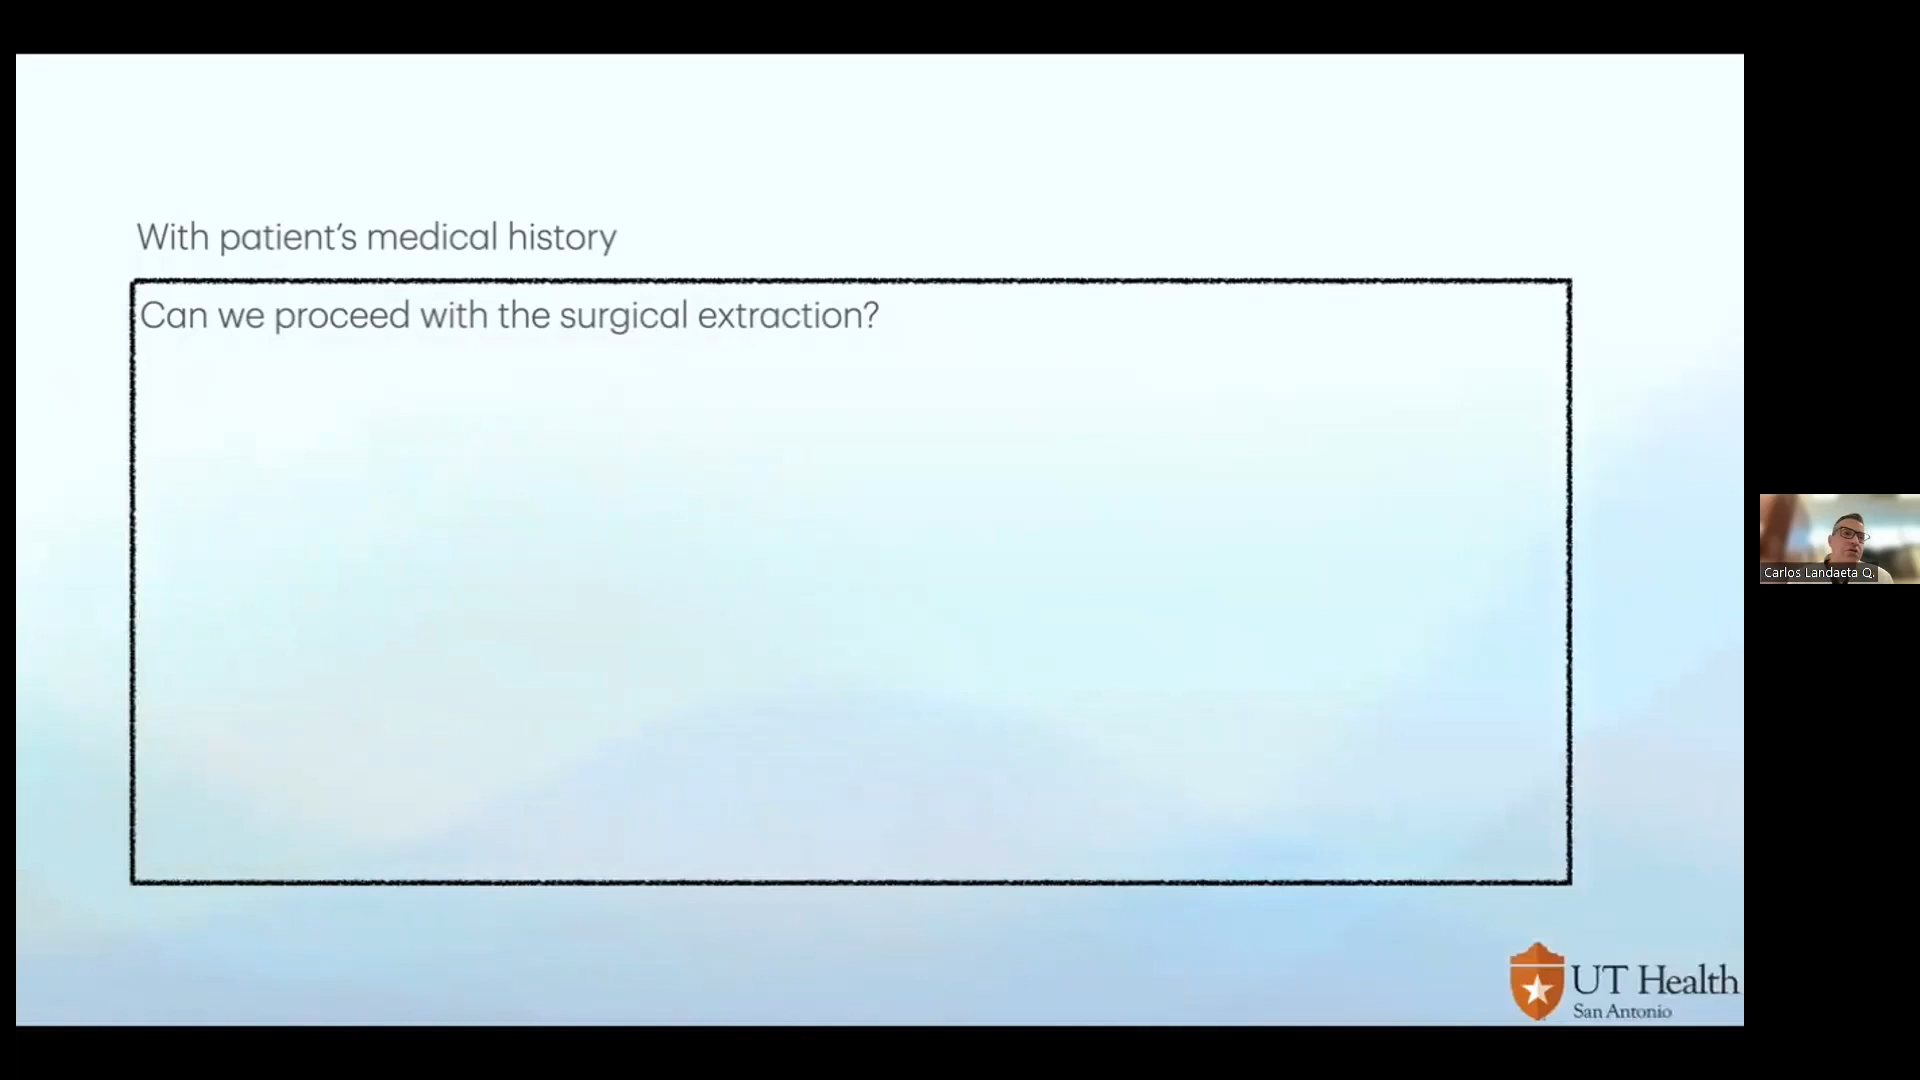 With patient’s medical history
Can we proceed with the surgical extraction?
Carlos Landaeta Q.
UT Health
San Antonio